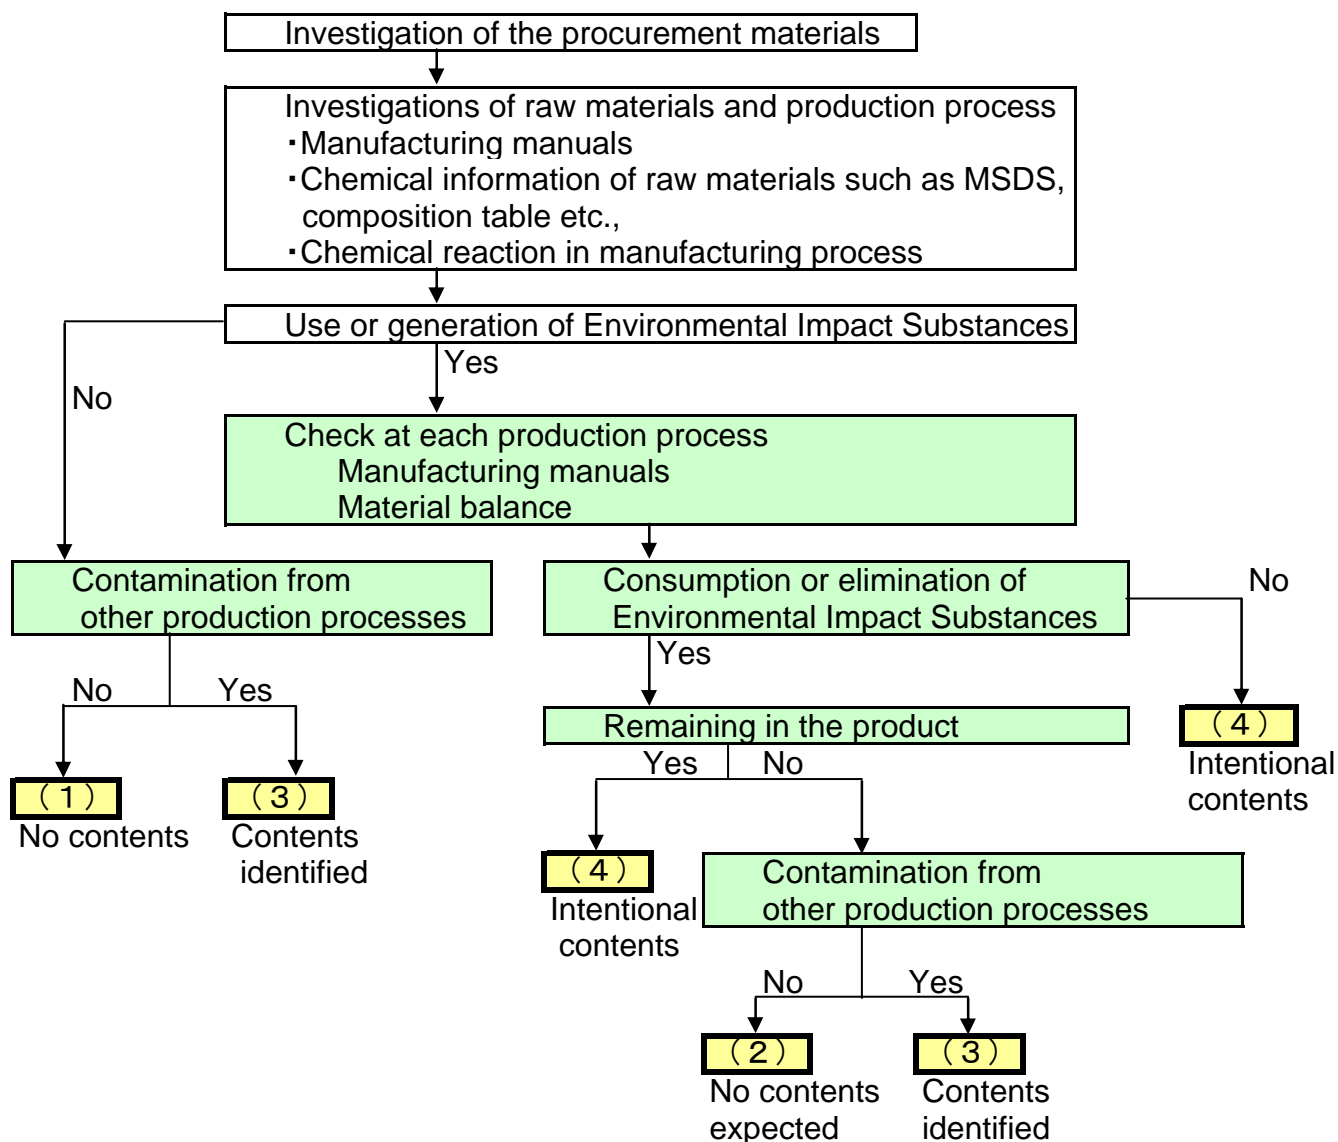 Investigation of the procurement materials
Investigations of raw materials and production process
・Manufacturing manuals
・Chemical information of raw materials such as MSDS,
composition table etc.,
・Chemical reaction in manufacturing process
Use or generation of Environmental Impact Substances
Yes
No
Check at each production process
Manufacturing manuals
Material balance
Contamination from
other production processes
Consumption or elimination of
Environmental Impact Substances
No
Yes
No
Yes
Remaining in the product
（4）
Intentional
contents
Yes
No
（1）
No contents
（3）
Contents
identified
（4）
Intentional
contents
Contamination from
other production processes
No
Yes
（2）
No contents
expected
（3）
Contents
identified